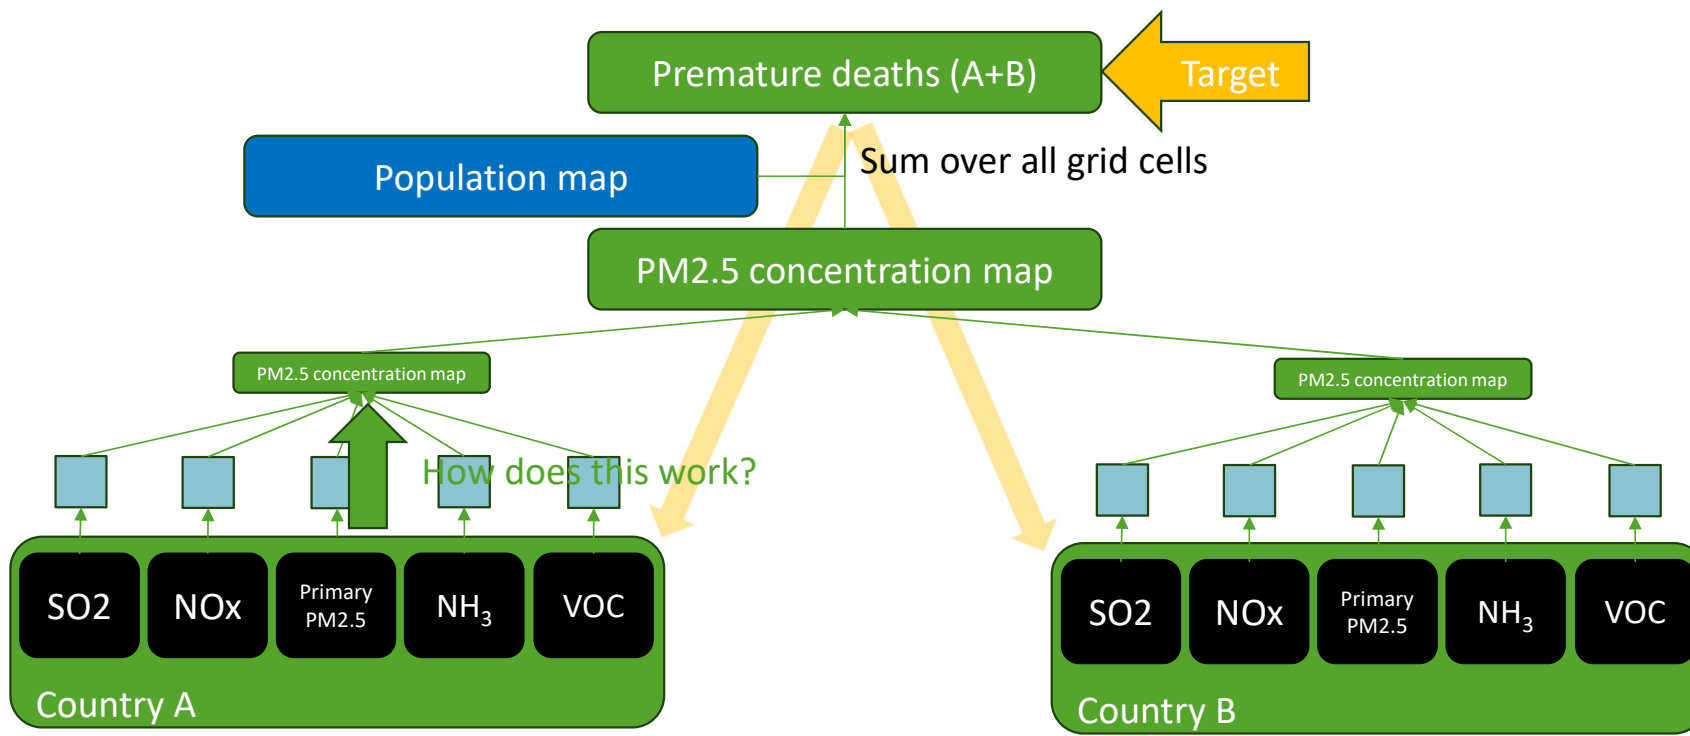 Premature deaths (A+B)
Target
Population map
Sum over all grid cells
PM2.5 concentration map
PM2.5 concentration map
PM2.5 concentration map
How does this work?
SO2
NOx
Primary
PM2.5
NH₃
VOC
Country A
SO2
NOx
Primary
PM2.5
NH₃
VOC
Country B